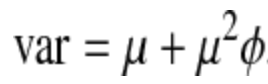 var = μ + μ²ϕ.